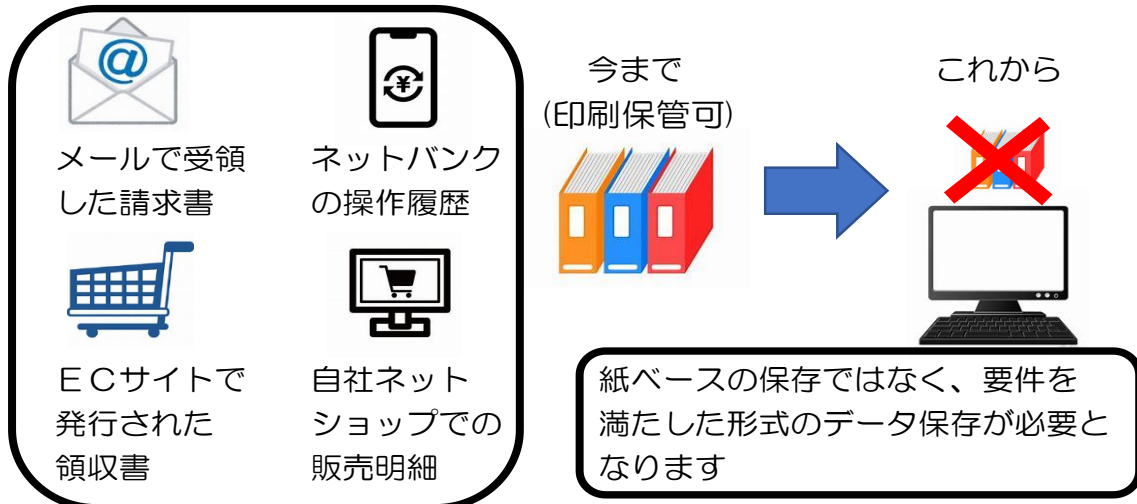 @
メールで受領
した請求書
¥
ネットバンク
の操作履歴
ECサイトで
発行された
領収書
自社ネット
ショップでの
販売明細
今まで
(印刷保管可)
これから
紙ベースの保存ではなく、要件を
満たした形式のデータ保存が必要と
なります